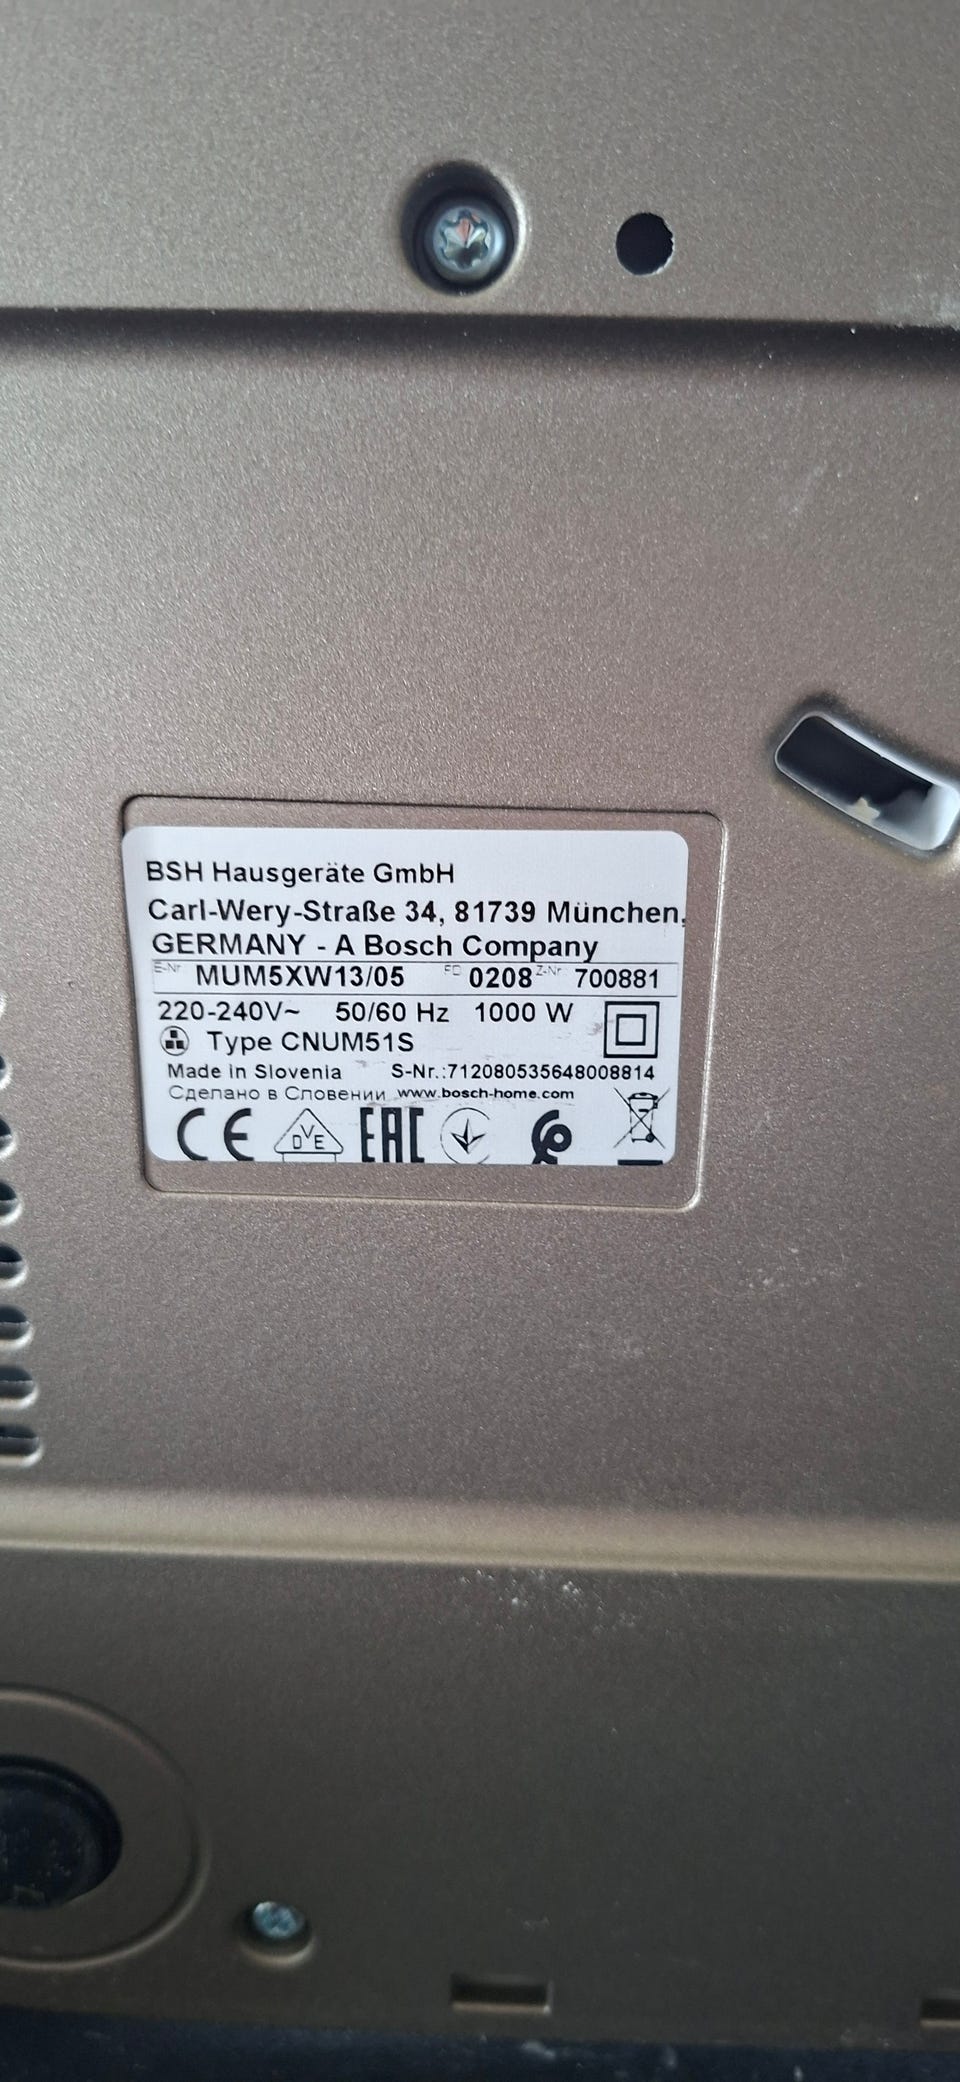 BSH Hausgeräte GmbH
Carl-Wery-Straße 34, 81739 München,
GERMANY - A Bosch Company
E-Nr MUM5XW13/05 FD 0208 Z-Nr 700881
220-240V~ 50/60 Hz 1000 W
Type CNUM51S
Made in Slovenia S-Nr.:712080535648008814
Сделано в Словении www.bosch-home.com
CE DVE EAC